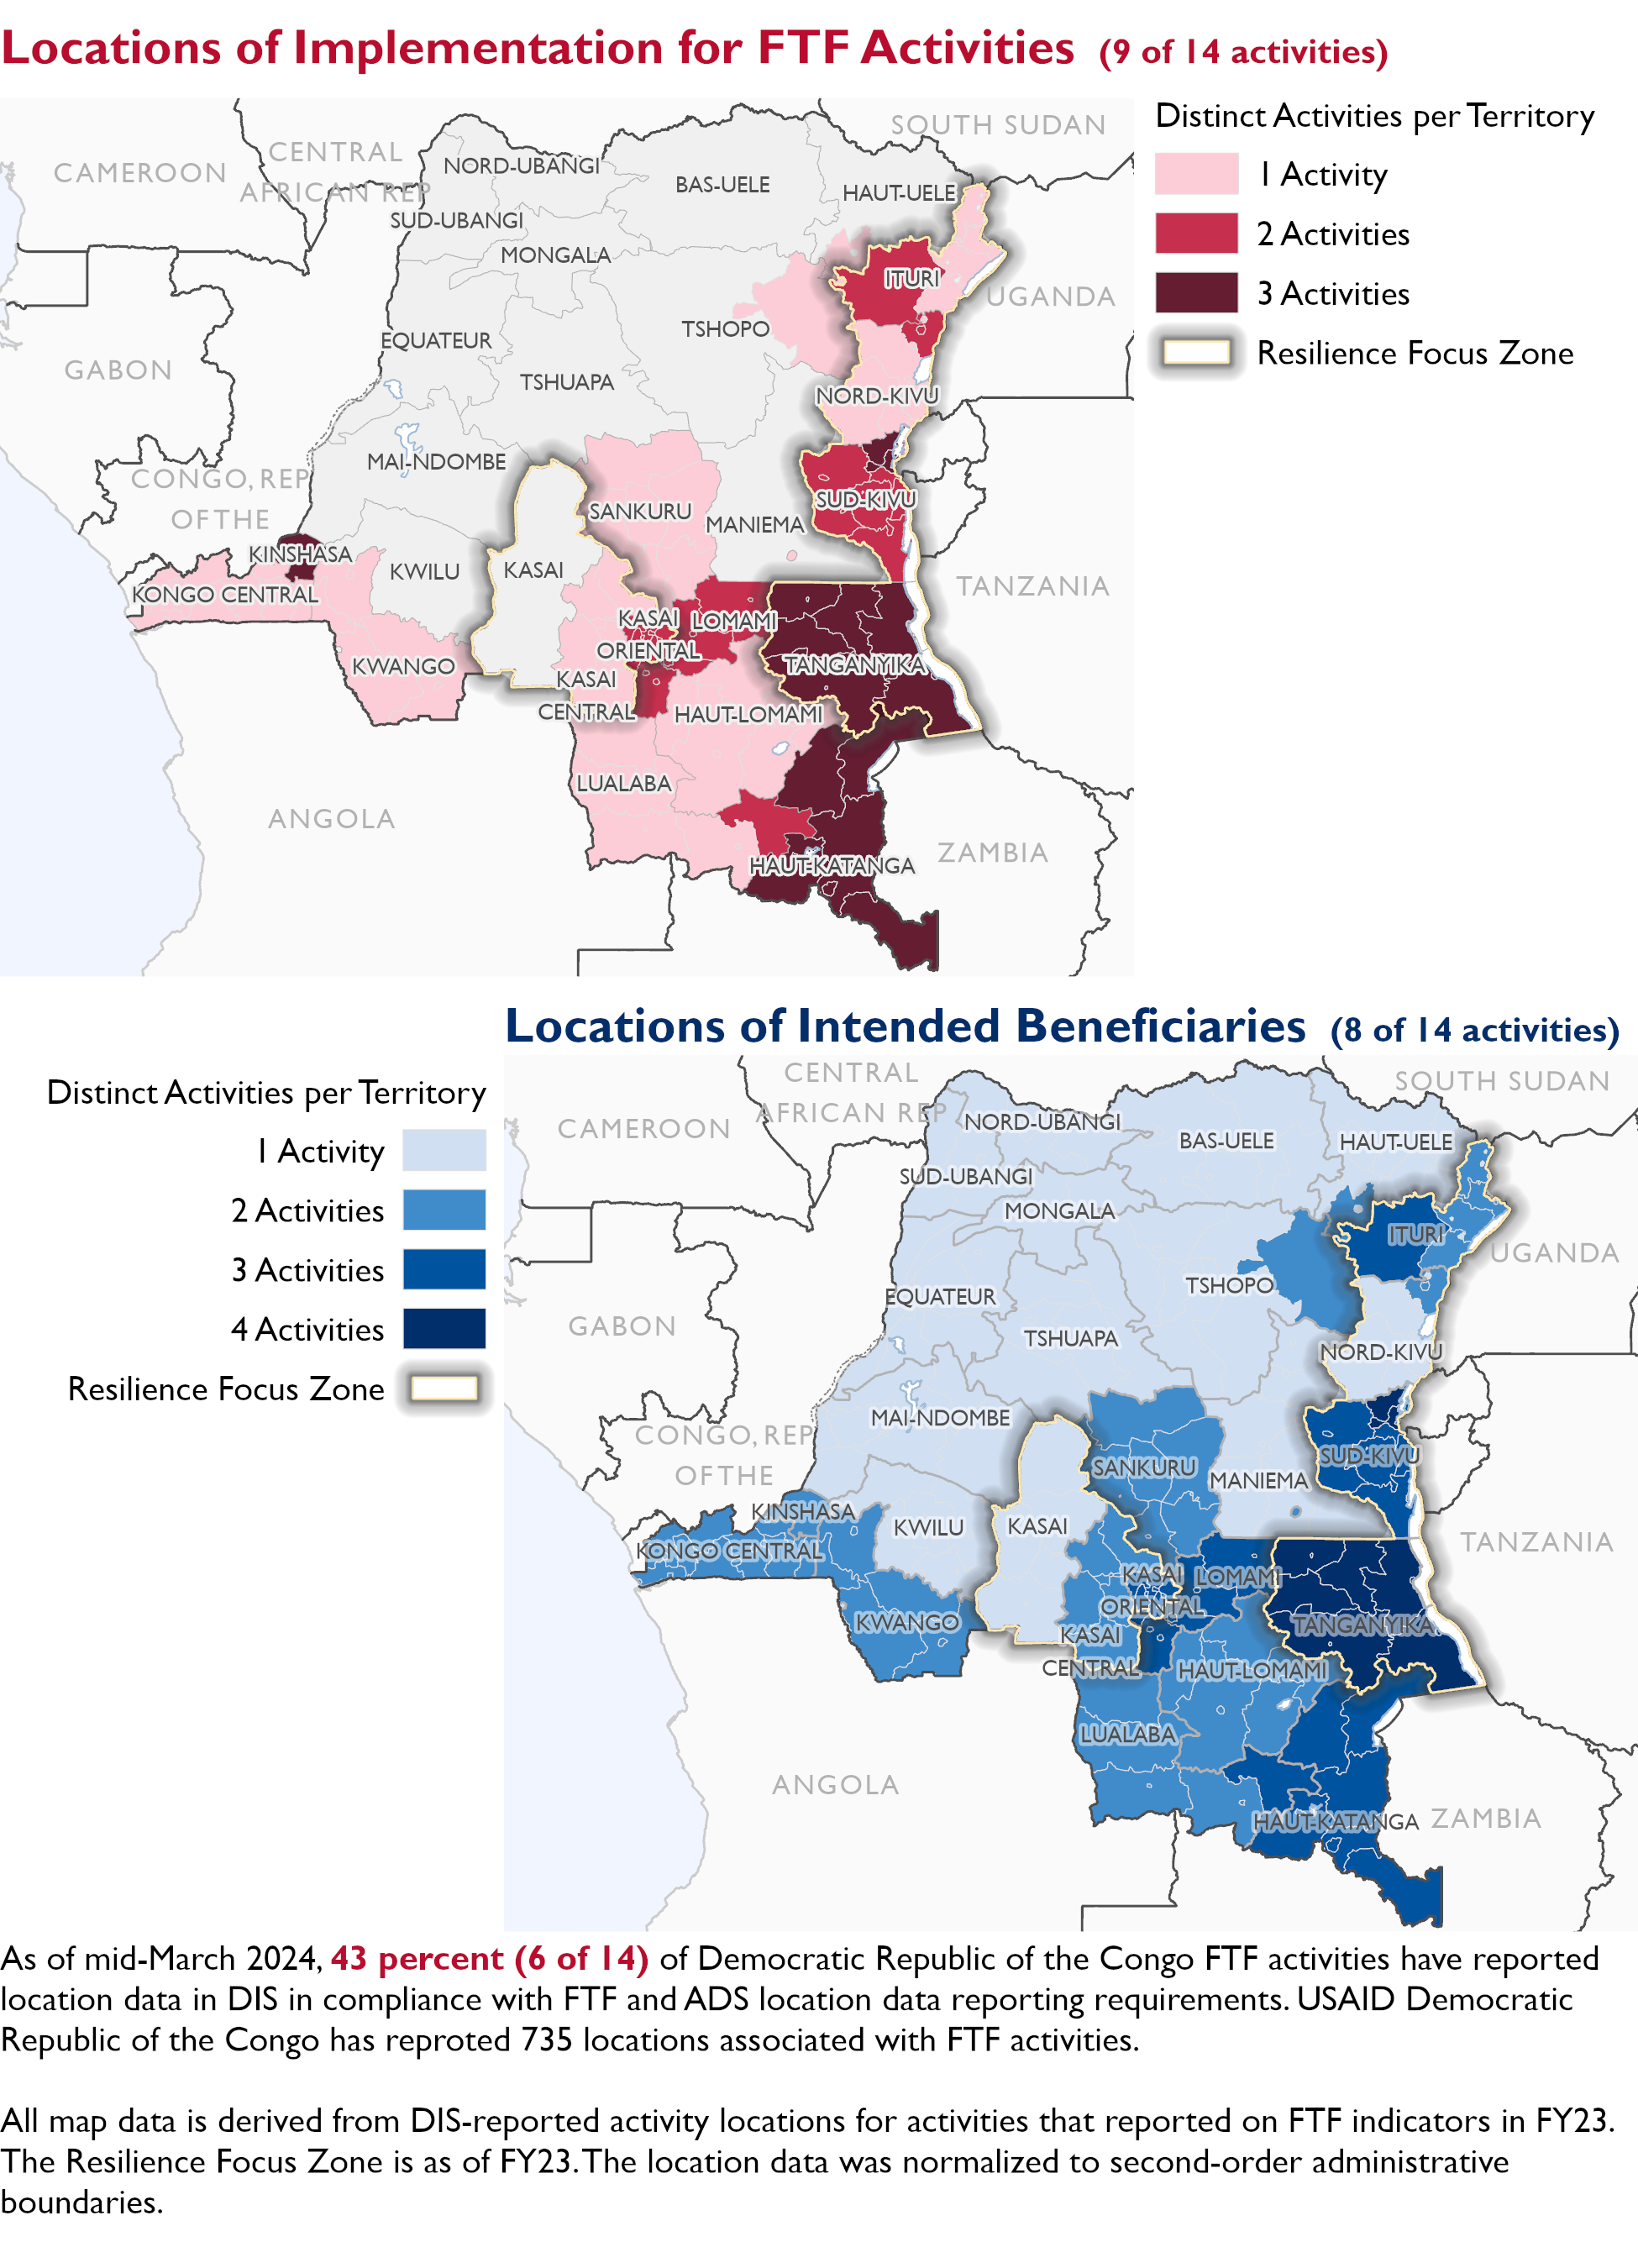 Locations of Implementation for FTF Activities (9 of 14 activities)
Distinct Activities per Territory
1 Activity
2 Activities
3 Activities
Resilience Focus Zone
SOUTH SUDAN
CENTRAL
AFRICAN REP
CAMEROON
NORD-UBANGI
BAS-UELE
HAUT-UELE
SUD-UBANGI
MONGALA
ITURI
UGANDA
TSHOPO
EQUATEUR
GABON
TSHUAPA
NORD-KIVU
MAI-NDOMBE
CONGO, REP
OF THE
SANKURU
SUD-KIVU
MANIEMA
KINSHASA
KWILU
KASAI
TANZANIA
KONGO CENTRAL
KASAI
ORIENTAL
LOMAMI
KWANGO
TANGANYIKA
KASAI
CENTRAL
HAUT-LOMAMI
LUALABA
ANGOLA
ZAMBIA
HAUT-KATANGA
Locations of Intended Beneficiaries (8 of 14 activities)
Distinct Activities per Territory
1 Activity
2 Activities
3 Activities
4 Activities
Resilience Focus Zone
CENTRAL
AFRICAN REP
SOUTH SUDAN
CAMEROON
NORD-UBANGI
BAS-UELE
HAUT-UELE
SUD-UBANGI
MONGALA
ITURI
UGANDA
TSHOPO
EQUATEUR
GABON
TSHUAPA
NORD-KIVU
MAI-NDOMBE
CONGO, REP
OF THE
SANKURU
SUD-KIVU
MANIEMA
KINSHASA
KWILU
KASAI
TANZANIA
KONGO CENTRAL
KASAI
ORIENTAL
LOMAMI
KWANGO
TANGANYIKA
KASAI
CENTRAL
HAUT-LOMAMI
LUALABA
ANGOLA
ZAMBIA
HAUT-KATANGA
As of mid-March 2024, 43 percent (6 of 14) of Democratic Republic of the Congo FTF activities have reported
location data in DIS in compliance with FTF and ADS location data reporting requirements. USAID Democratic
Republic of the Congo has reproted 735 locations associated with FTF activities.
All map data is derived from DIS-reported activity locations for activities that reported on FTF indicators in FY23.
The Resilience Focus Zone is as of FY23. The location data was normalized to second-order administrative
boundaries.